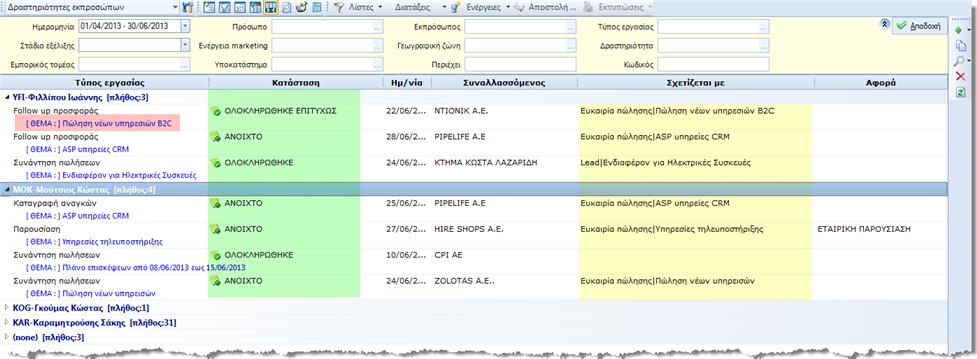 Δραστηριότητες εκπροσώπων Λίστες Διατάξεις Ενέργειες Αποστολή ... Εκτυπώσεις
Ημερομηνία 01/04/2013 - 30/06/2013 Πρόσωπο Εκπρόσωπος Τύπος εργασίας Αποδοχή
Στάδιο εξέλιξης Ενέργεια marketing Γεωγραφική ζώνη Δραστηριότητα
Εμπορικός τομέας Υποκατάστημα Περιέχει Κωδικός
Τύπος εργασίας Κατάσταση Ημ/νία Συναλλασσόμενος Σχετίζεται με Αφορά
YFI-Φιλλίπου Ιωάννης [πλήθος:3]
Follow up προσφοράς ΟΛΟΚΛΗΡΩΘΗΚΕ ΕΠΙΤΥΧΩΣ 22/06/2... ΝΤΙΟΝΙΚ Α.Ε. Ευκαιρία πώλησης|Πώληση νέων υπηρεσιών B2C
[ ΘΕΜΑ : ] Πώληση νέων υπηρεσιών B2C
Follow up προσφοράς ΑΝΟΙΧΤΟ 28/06/2... PIPELIFE Α.Ε Ευκαιρία πώλησης|ASP υπηρείες CRM
[ ΘΕΜΑ : ] ASP υπηρείες CRM
Συνάντηση πωλήσεων ΟΛΟΚΛΗΡΩΘΗΚΕ 24/06/2... ΚΤΗΜΑ ΚΩΣΤΑ ΛΑΖΑΡΙΔΗ Lead|Ενδιαφέρον για Ηλεκτρικές Συσκευές
[ ΘΕΜΑ : ] Ενδιαφέρον για Ηλεκτρικές Συσκευές
ΜΟΚ-Μούτσιος Κώστας [πλήθος:4]
Καταγραφή αναγκών ΑΝΟΙΧΤΟ 25/06/2... PIPELIFE Α.Ε Ευκαιρία πώλησης|ASP υπηρείες CRM
[ ΘΕΜΑ : ] ASP υπηρείες CRM
Παρουσίαση ΑΝΟΙΧΤΟ 27/06/2... HIRE SHOPS Α.Ε. Ευκαιρία πώλησης|Υπηρεσίες τηλευποστήριξης ΕΤΑΙΡΙΚΗ ΠΑΡΟΥΣΙΑΣΗ
[ ΘΕΜΑ : ] Υπηρεσίες τηλευποστήριξης
Συνάντηση πωλήσεων ΟΛΟΚΛΗΡΩΘΗΚΕ 10/06/2... CPI AE
[ ΘΕΜΑ : ] Πλάνο επισκέψεων από 08/06/2013 εως 15/06/2013
Συνάντηση πωλήσεων ΑΝΟΙΧΤΟ 24/06/2... ZOLOTAS Α.Ε.. Ευκαιρία πώλησης|Πώληση νέων υπηρεσιών
[ ΘΕΜΑ : ] Πώληση νέων υπηρεσιών
KOG-Γκούμας Κώστας [πλήθος:1]
KAR-Καραμητρούσης Σάκης [πλήθος:31]
(none) [πλήθος:3]